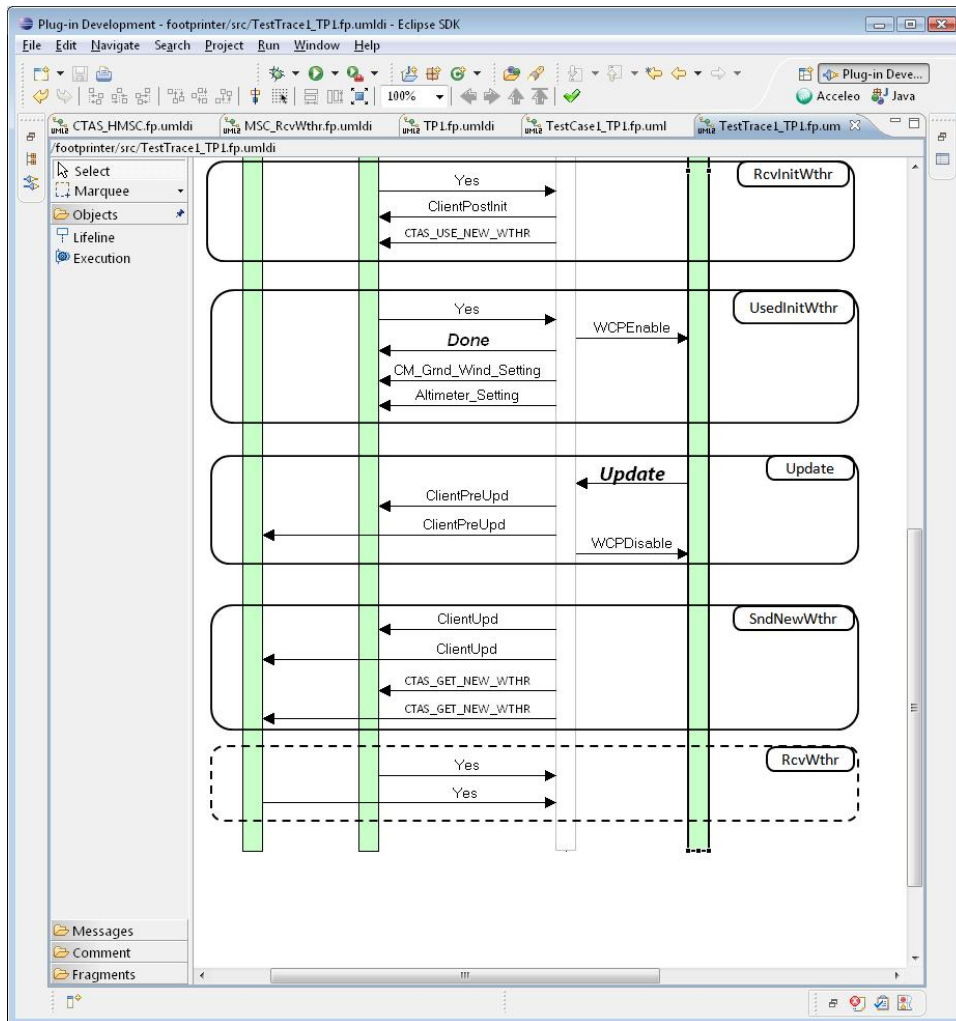 Plug-in Development - footprinter/src/TestTrace1_TP1.fp.umldi - Eclipse SDK
File Edit Navigate Search Project Run Window Help
Plug-in Deve...
100%
Acceleo Java
CTAS_HMSC.fp.umldi MSC_RcvWthr.fp.umldi TP1.fp.umldi TestCase1_TP1.fp.uml TestTrace1_TP1.fp.um
/footprinter/src/TestTrace1_TP1.fp.umldi
Select
Marquee
Objects
Lifeline
Execution
RcvInitWthr
Yes
ClientPostInit
CTAS_USE_NEW_WTHR
UsedInitWthr
Yes
WCPEnable
Done
CM_Grnd_Wind_Setting
Altimeter_Setting
Update
Update
ClientPreUpd
ClientPreUpd
WCPDisable
SndNewWthr
ClientUpd
ClientUpd
CTAS_GET_NEW_WTHR
CTAS_GET_NEW_WTHR
RcvWthr
Yes
Yes
Messages
Comment
Fragments